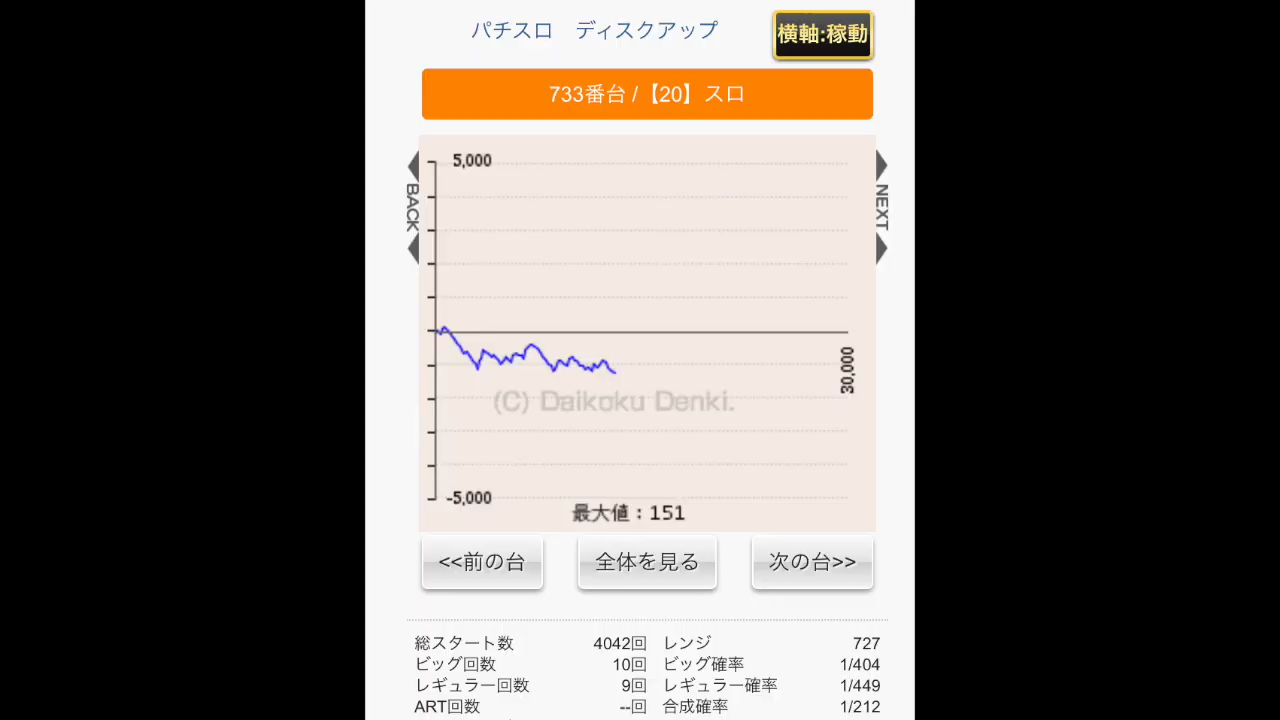 パチスロ　ディスクアップ
横軸:稼動
733番台 /【20】スロ
5,000
BACK
NEXT
30,000
(C) Daikoku Denki.
-5,000
最大値：151
<<前の台
全体を見る
次の台>>
総スタート数 4042回 レンジ 727
ビッグ回数 10回 ビッグ確率 1/404
レギュラー回数 9回 レギュラー確率 1/449
ART回数 --回 合成確率 1/212